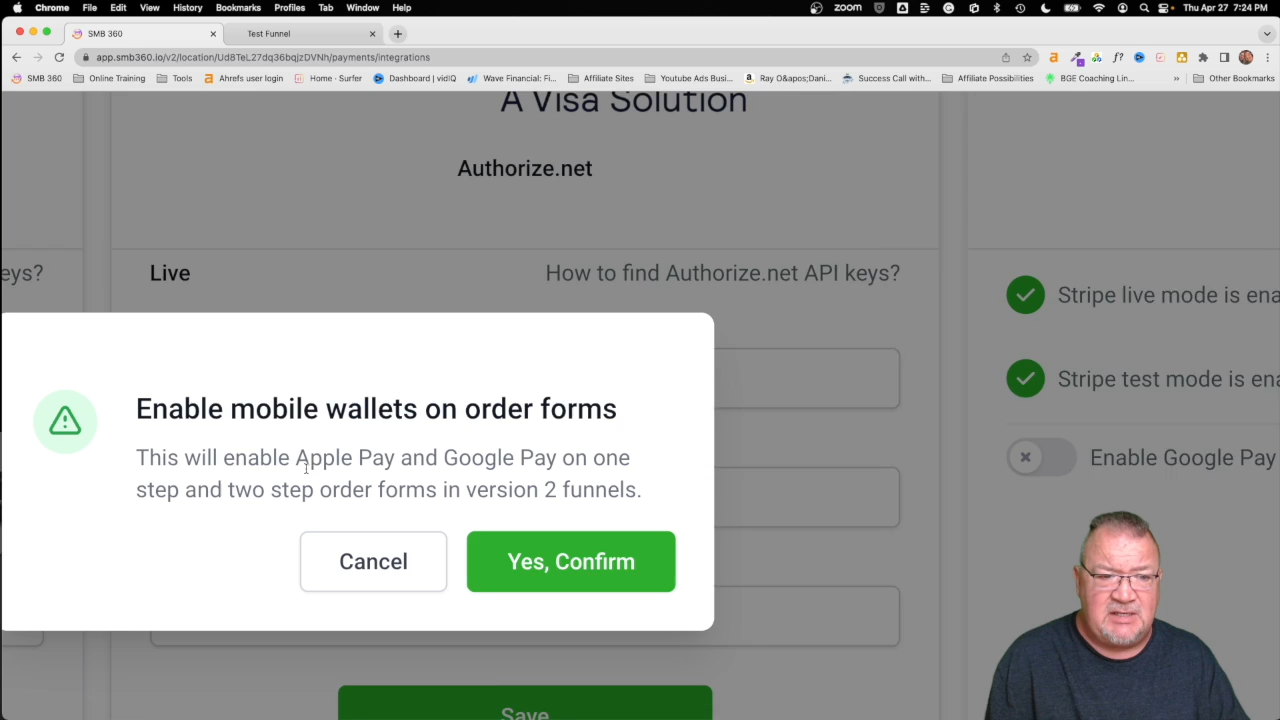 Chrome File Edit View History Bookmarks Profiles Tab Window Help zoom Thu Apr 27 7:24 PM
SMB 360 Test Funnel
app.smb360.io/v2/location/Ud8TeL27dq36bqjzDVNh/payments/integrations
SMB 360 Online Training Tools Ahrefs user login Home · Surfer Dashboard | vidIQ Wave Financial: Fi... Affiliate Sites Youtube Ads Busi... Ray O&apos;Dani... Success Call with... Affiliate Possibilities BGE Coaching Lin... » Other Bookmarks
A Visa Solution
Authorize.net
eys?
Live
How to find Authorize.net API keys?
Stripe live mode is ena
Stripe test mode is ena
Enable Google Pay
Enable mobile wallets on order forms
This will enable Apple Pay and Google Pay on one
step and two step order forms in version 2 funnels.
Cancel
Yes, Confirm
Save